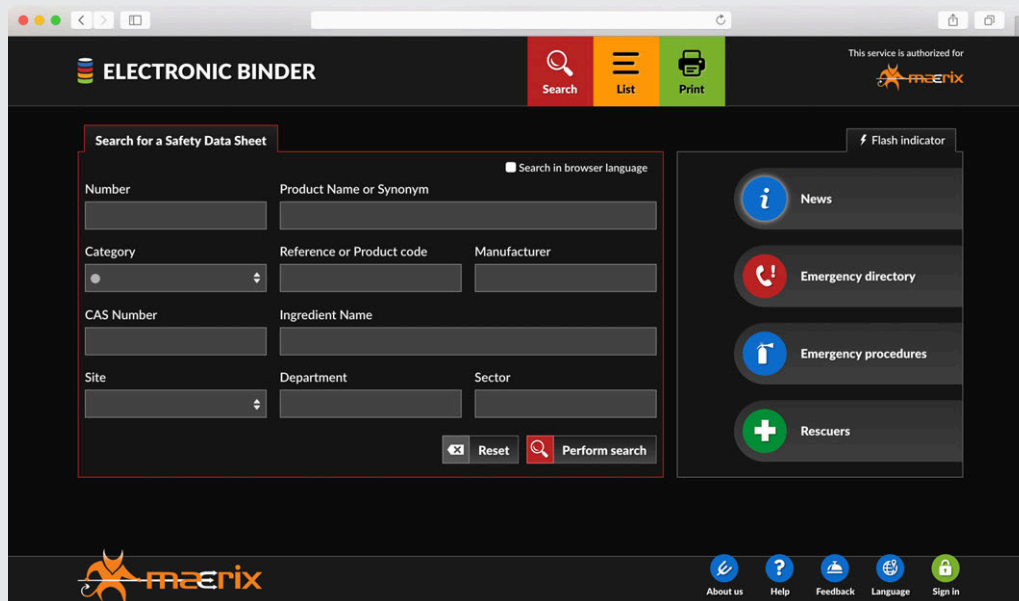 ELECTRONIC BINDER
Search
List
Print
This service is authorized for
maerix
Search for a Safety Data Sheet
Flash indicator
Search in browser language
Number
Product Name or Synonym
Category
Reference or Product code
Manufacturer
CAS Number
Ingredient Name
Site
Department
Sector
Reset
Perform search
News
Emergency directory
Emergency procedures
Rescuers
maerix
About us
Help
Feedback
Language
Sign in